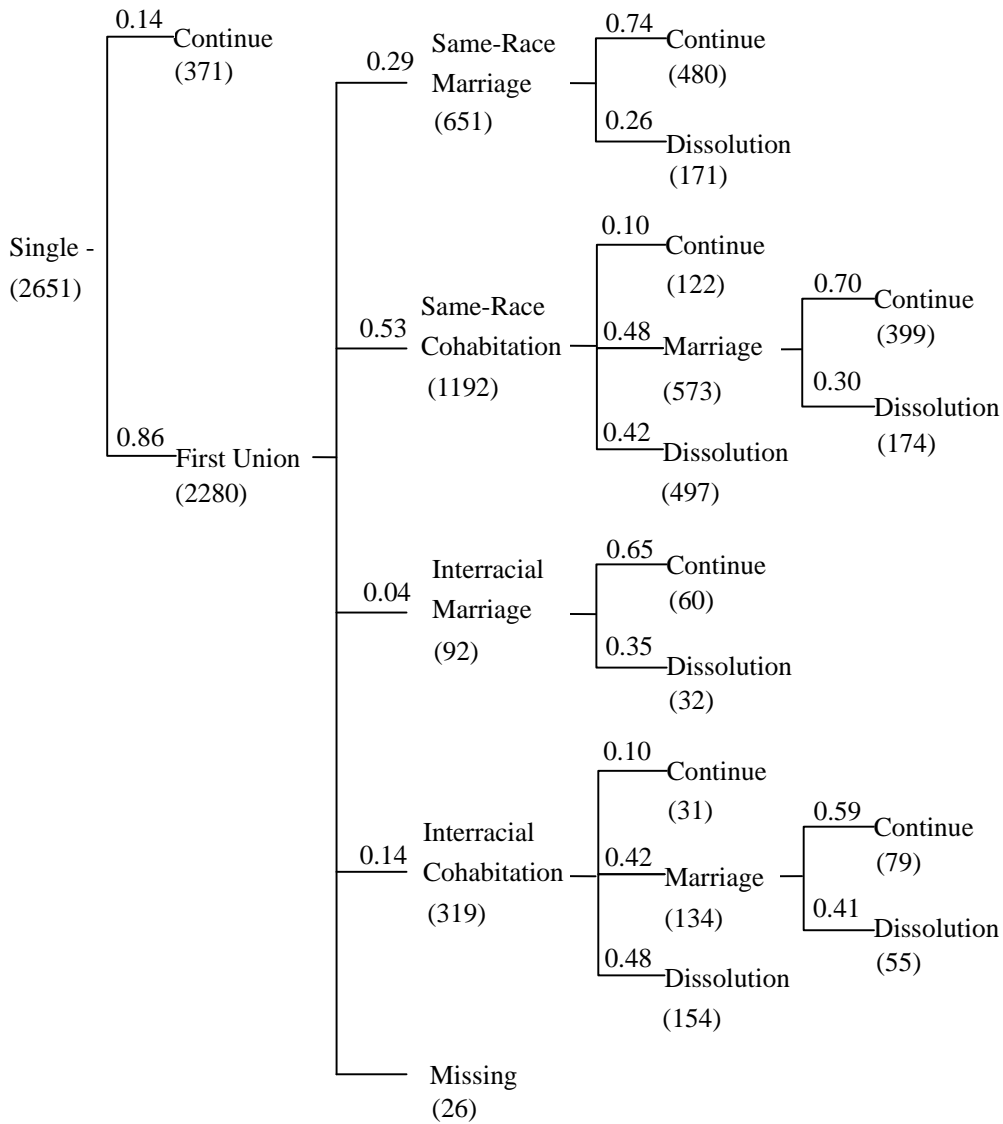 0.14
Continue
(371)
Single -
(2651)
0.86
First Union
(2280)
0.29
Same-Race
Marriage
(651)
0.74
Continue
(480)
0.26
Dissolution
(171)
0.53
Same-Race
Cohabitation
(1192)
0.10
Continue
(122)
0.48
Marriage
(573)
0.70
Continue
(399)
0.30
Dissolution
(174)
0.42
Dissolution
(497)
0.04
Interracial
Marriage
(92)
0.65
Continue
(60)
0.35
Dissolution
(32)
0.14
Interracial
Cohabitation
(319)
0.10
Continue
(31)
0.42
Marriage
(134)
0.59
Continue
(79)
0.41
Dissolution
(55)
0.48
Dissolution
(154)
Missing
(26)